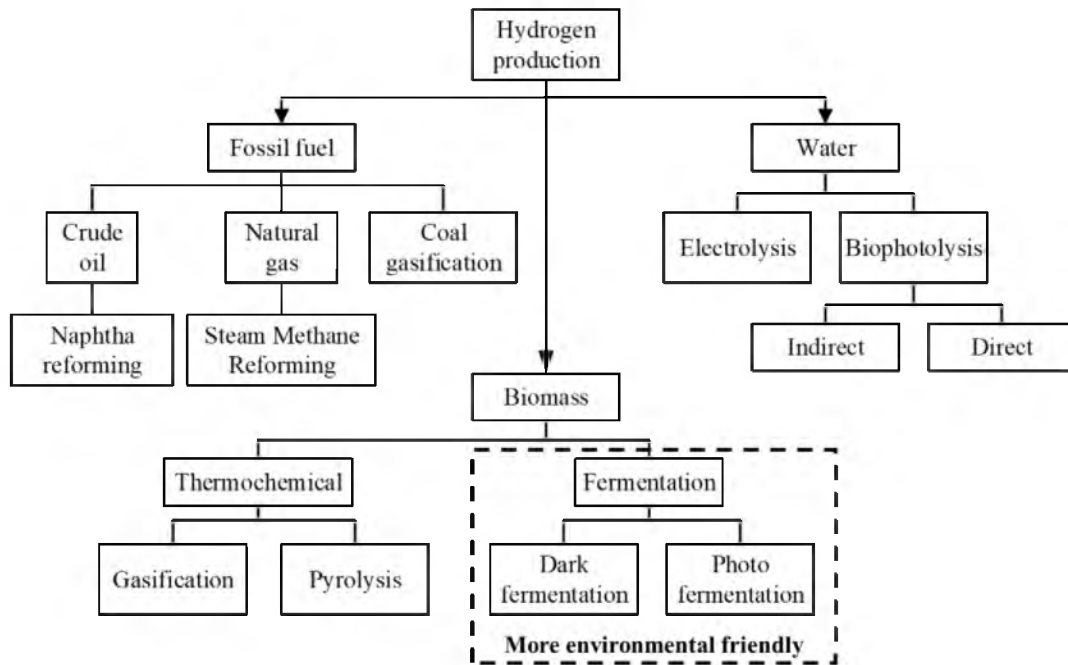 Hydrogen
production
Fossil fuel
Water
Crude
oil
Natural
gas
Coal
gasification
Electrolysis
Biophotolysis
Naphtha
reforming
Steam Methane
Reforming
Indirect
Direct
Biomass
Thermochemical
Fermentation
Gasification
Pyrolysis
Dark
fermentation
Photo
fermentation
More environmental friendly